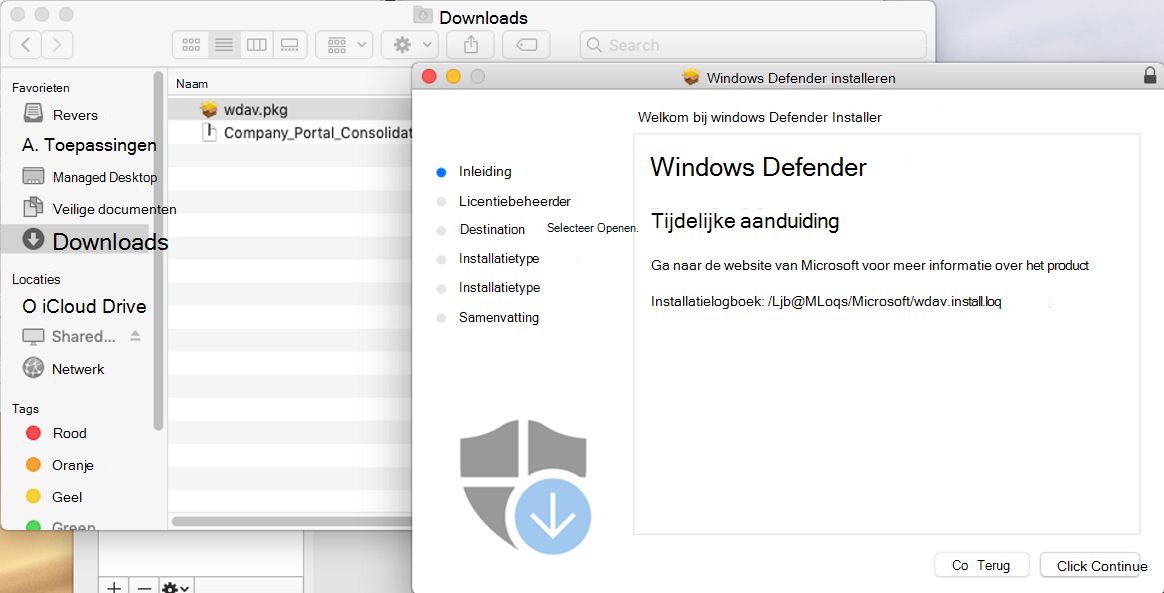 Downloads
Search
Favorieten
Revers
A. Toepassingen
Managed Desktop
Veilige documenten
Downloads
Locaties
O iCloud Drive
Shared...
Netwerk
Tags
Rood
Oranje
Geel
Green
Naam
wdav.pkg
Company_Portal_Consolidat
Windows Defender installeren
Welkom bij windows Defender Installer
Inleiding
Licentiebeheerder
Destination Selecteer Openen.
Installatietype
Installatietype
Samenvatting
Windows Defender
Tijdelijke aanduiding
Ga naar de website van Microsoft voor meer informatie over het product
Installatielogboek: /Ljb@MLoqs/Microsoft/wdav.install.loq
Co Terug
Click Continue